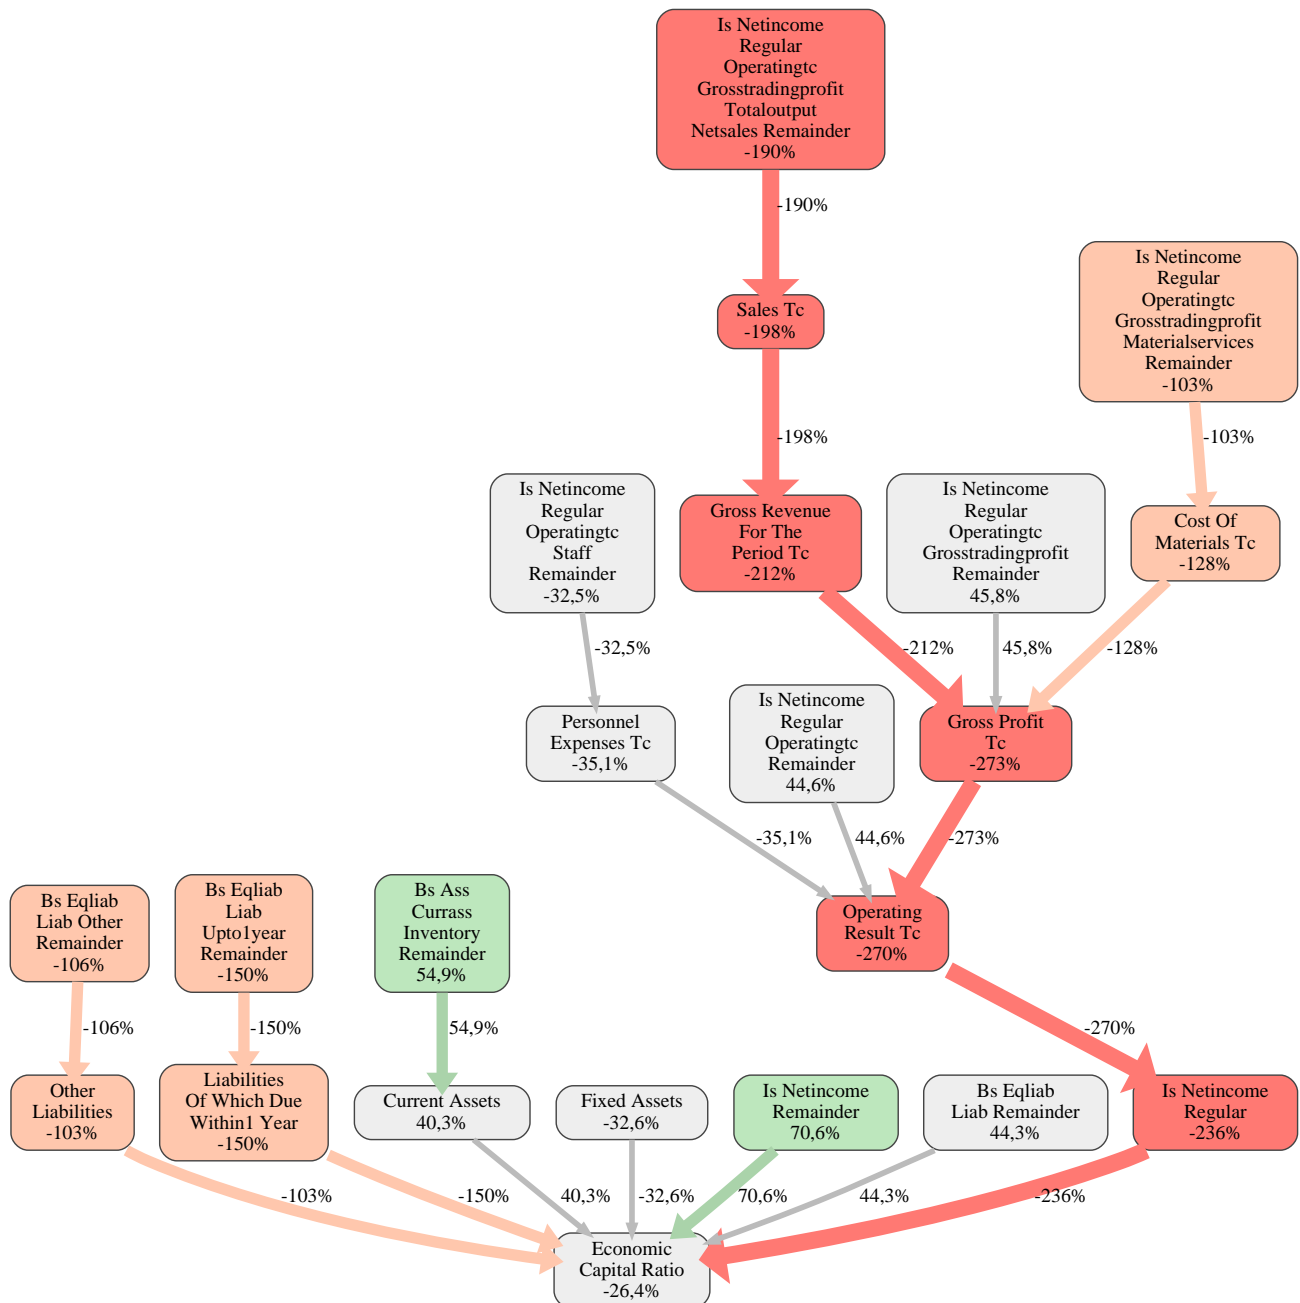 Is Netincome
Regular
Operatingtc
Grosstradingprofit
Totaloutput
Netsales Remainder
-190%
-190%
Is Netincome
Regular
Operatingtc
Grosstradingprofit
Materialservices
Remainder
-103%
Sales Tc
-198%
-198%
-103%
Is Netincome
Regular
Operatingtc
Staff
Remainder
-32,5%
Gross Revenue
For The
Period Tc
-212%
Is Netincome
Regular
Operatingtc
Grosstradingprofit
Remainder
45,8%
Cost Of
Materials Tc
-128%
-32,5%
-212%
45,8%
-128%
Personnel
Expenses Tc
-35,1%
Is Netincome
Regular
Operatingtc
Remainder
44,6%
Gross Profit
Tc
-273%
-35,1%
44,6%
-273%
Bs Eqliab
Liab Other
Remainder
-106%
Bs Eqliab
Liab
Upto1year
Remainder
-150%
Bs Ass
Currass
Inventory
Remainder
54,9%
Operating
Result Tc
-270%
-106%
-150%
54,9%
-270%
Other
Liabilities
-103%
Liabilities
Of Which Due
Within1 Year
-150%
Current Assets
40,3%
Fixed Assets
-32,6%
Is Netincome
Remainder
70,6%
Bs Eqliab
Liab Remainder
44,3%
Is Netincome
Regular
-236%
-103%
-150%
40,3%
-32,6%
70,6%
44,3%
-236%
Economic
Capital Ratio
-26,4%